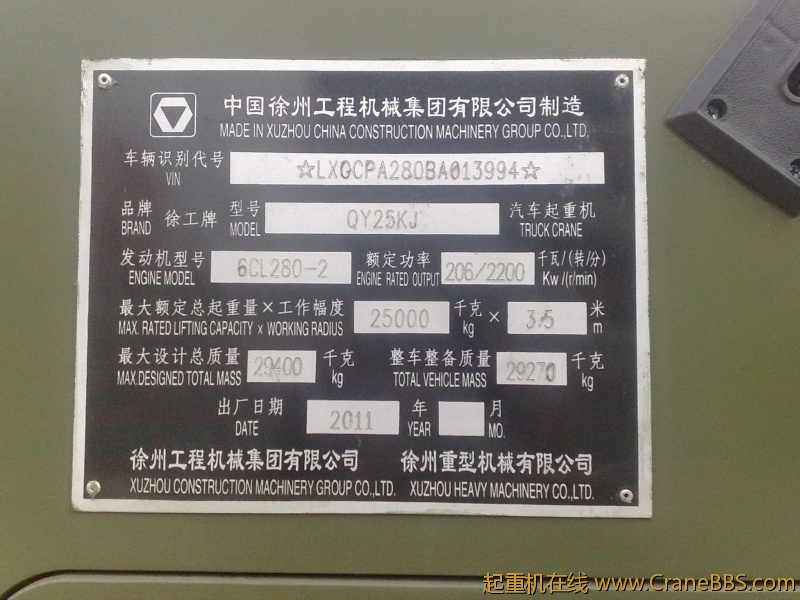 中国徐州工程机械集团有限公司制造
MADE IN XUZHOU CHINA CONSTRUCTION MACHINERY GROUP CO.,LTD.
车辆识别代号 VIN ☆LXGCPA280BA013994☆
品牌 BRAND 徐工牌 型号 MODEL QY25KJ 汽车起重机 TRUCK CRANE
发动机型号 ENGINE MODEL 6CL280-2 额定功率 ENGINE RATED OUTPUT 206/2200 千瓦/(转/分) Kw/(r/min)
最大额定总起重量×工作幅度 MAX. RATED LIFTING CAPACITY × WORKING RADIUS 25000 千克 kg × 3.5 米 m
最大设计总质量 MAX.DESIGNED TOTAL MASS 29400 千克 kg 整车整备质量 TOTAL VEHICLE MASS 29270 千克 kg
出厂日期 DATE 2011 年 YEAR 月 MO.
徐州工程机械集团有限公司 徐州重型机械有限公司
XUZHOU CONSTRUCTION MACHINERY GROUP CO.,LTD. XUZHOU HEAVY MACHINERY CO.,LTD.
起重机在线 www.CraneBBS.com